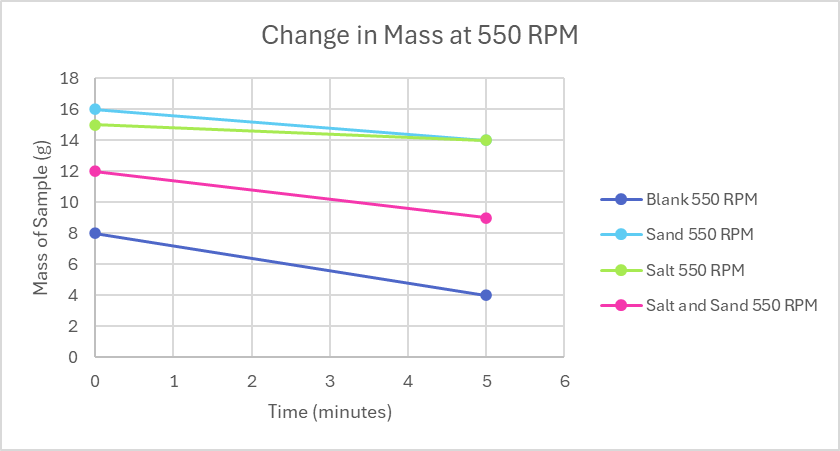 Change in Mass at 550 RPM
18
16
14
12
10
8
6
4
2
0
Mass of Sample (g)
0 1 2 3 4 5 6
Time (minutes)
Blank 550 RPM
Sand 550 RPM
Salt 550 RPM
Salt and Sand 550 RPM